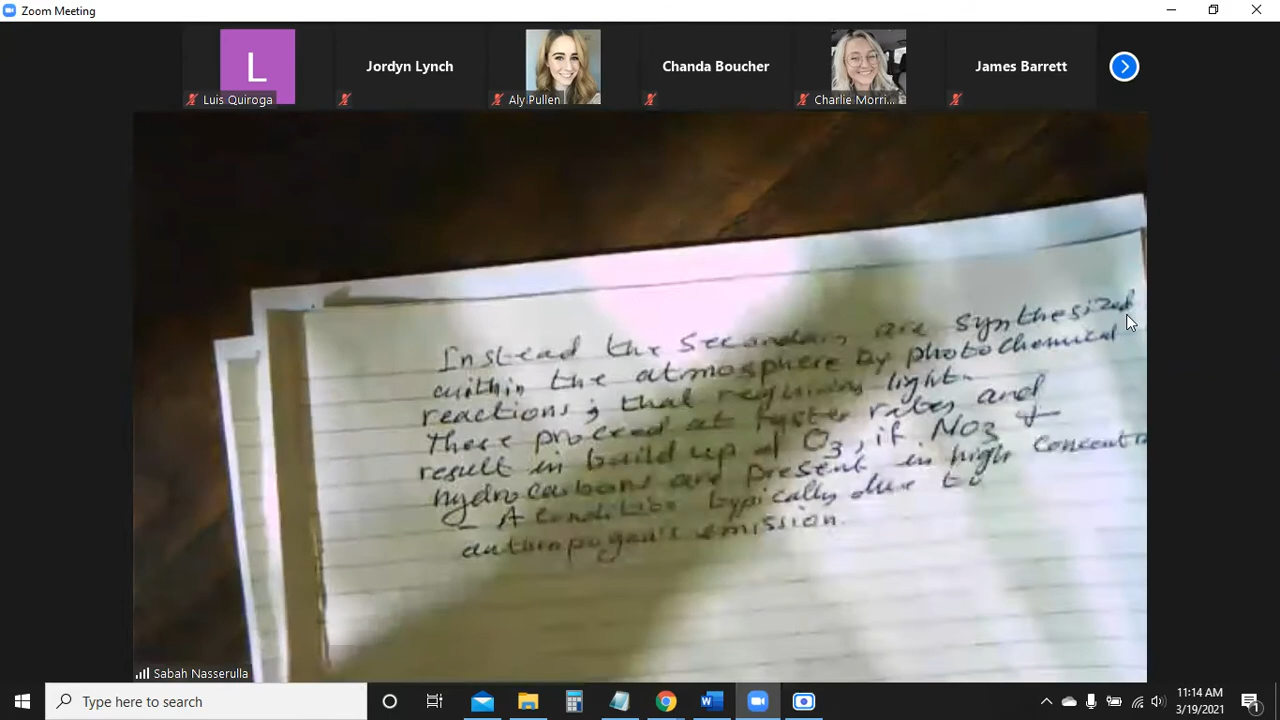 Zoom Meeting
L
Luis Quiroga
Jordyn Lynch
Aly Pullen
Chanda Boucher
Charlie Morri...
James Barrett
Instead the secondary are synthesized
within the atmosphere by photochemical
reactions; that requiring light.
These proceed at faster rates and
result in build up of O3, if NO3 +
hydrocarbons are present in high concentra
- A condition typically due to
emission.
Sabah Nasserulla
Type here to search
11:14 AM
3/19/2021
1